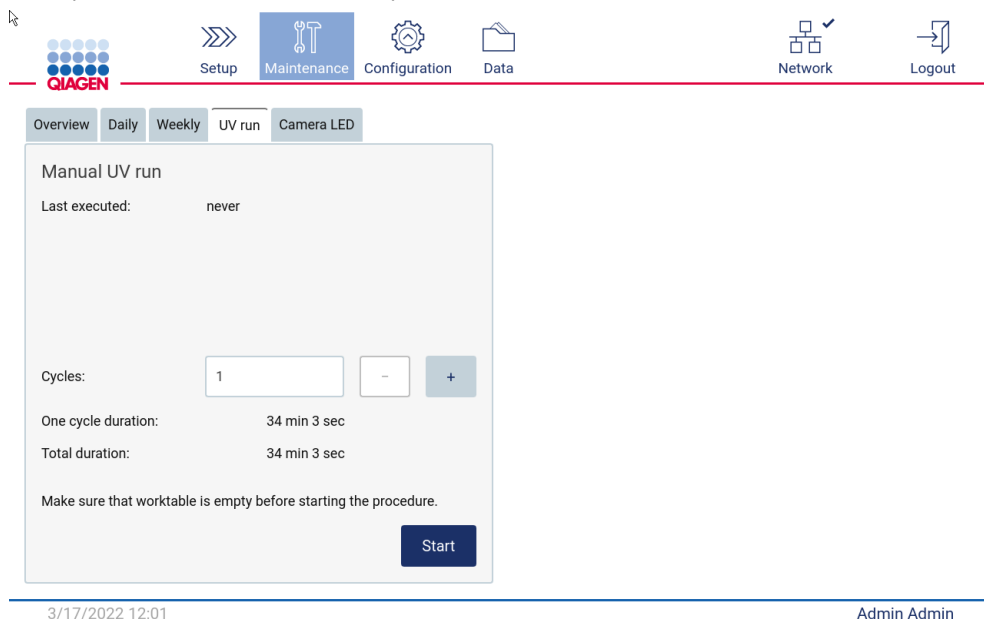 Setup
Maintenance
Configuration
Data
Network
Logout
QIAGEN
Overview
Daily
Weekly
UV run
Camera LED
Manual UV run
Last executed: never
Cycles: 1 - +
One cycle duration: 34 min 3 sec
Total duration: 34 min 3 sec
Make sure that worktable is empty before starting the procedure.
Start
3/17/2022 12:01
Admin Admin